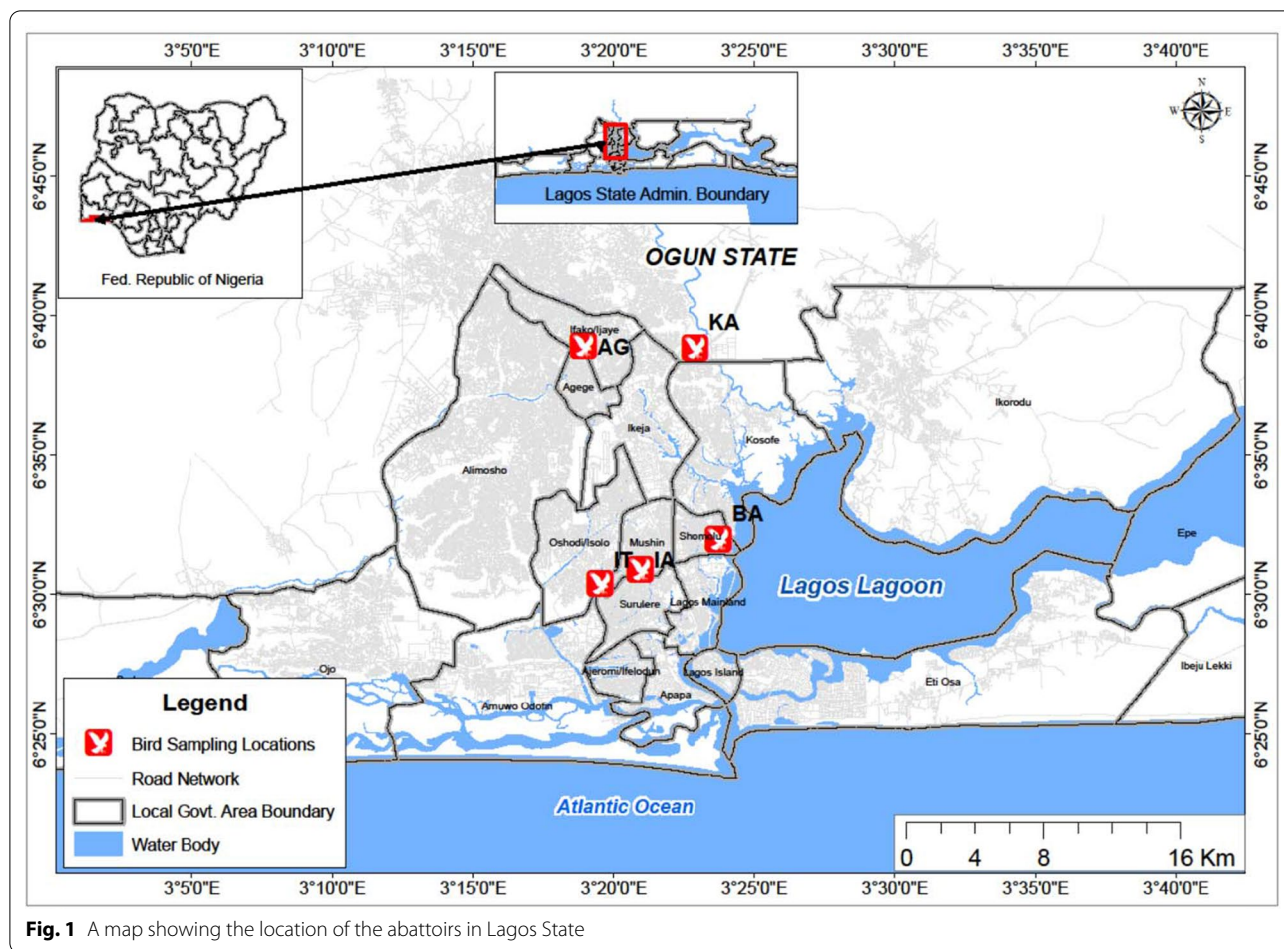 3°5'0"E 3°10'0"E 3°15'0"E 3°20'0"E 3°25'0"E 3°30'0"E 3°35'0"E 3°40'0"E
N
W E
S
6°45'0"N
6°45'0"N
Lagos State Admin. Boundary
Fed. Republic of Nigeria
OGUN STATE
6°40'0"N
6°40'0"N
KA
Ifako/Ijaye
AG
Agege
Ikorodu
Ikeja
Kosofe
6°35'0"N
6°35'0"N
Alimosho
BA
Oshodi/Isolo Mushin Shomolu
Epe
IT IA
6°30'0"N
6°30'0"N
Lagos Lagoon
Surulere Lagos Mainland
Ojo
Ajeromi/Ifelodun Lagos Island
Ibeju Lekki
Eti Osa
Apapa
Amuwo Odotin
6°25'0"N
6°25'0"N
Legend
Bird Sampling Locations
Road Network
Local Govt. Area Boundary
Water Body
Atlantic Ocean
0 4 8 16 Km
3°5'0"E 3°10'0"E 3°15'0"E 3°20'0"E 3°25'0"E 3°30'0"E 3°35'0"E 3°40'0"E
Fig. 1 A map showing the location of the abattoirs in Lagos State